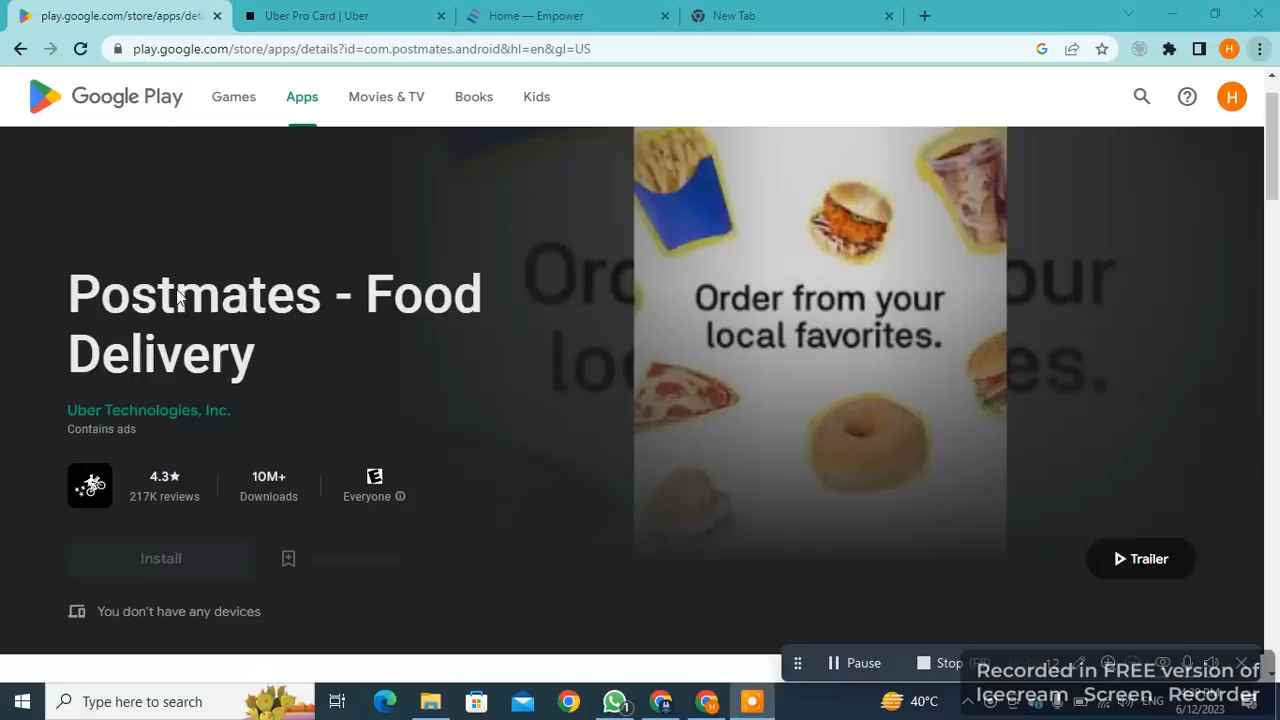 play.google.com/store/apps/deta
Uber Pro Card | Uber
Home — Empower
New Tab
play.google.com/store/apps/details?id=com.postmates.android&hl=en&gl=US
H
Google Play
Games
Apps
Movies & TV
Books
Kids
H
Postmates - Food
Delivery
Uber Technologies, Inc.
Contains ads
4.3★
217K reviews
10M+
Downloads
E
Everyone
Install
You don't have any devices
Order from your
local favorites.
Trailer
Pause
Stop
Recorded in FREE version of
Icecream Screen Recorder
Type here to search
1
40°C
ENG
6/12/2023